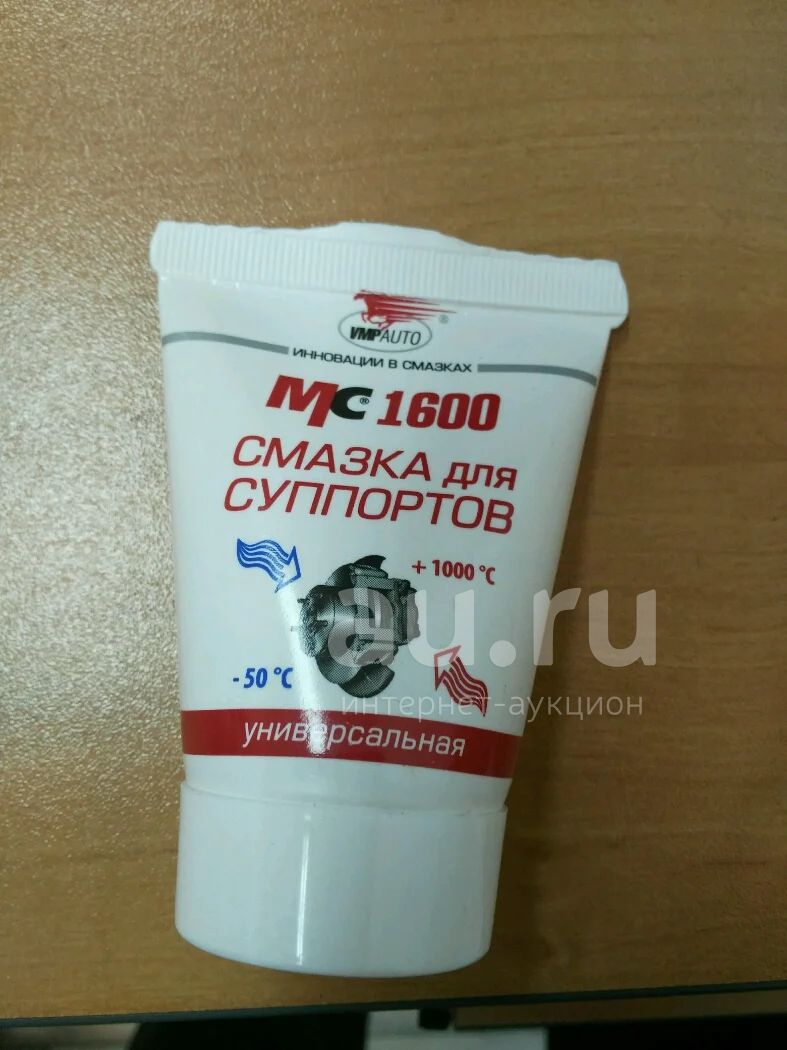 VMPAUTO ®
ИННОВАЦИИ В СМАЗКАХ
МС® 1600
СМАЗКА для
СУППОРТОВ
+ 1000 °C
au.ru
- 50 °C
интернет-аукцион
универсальная